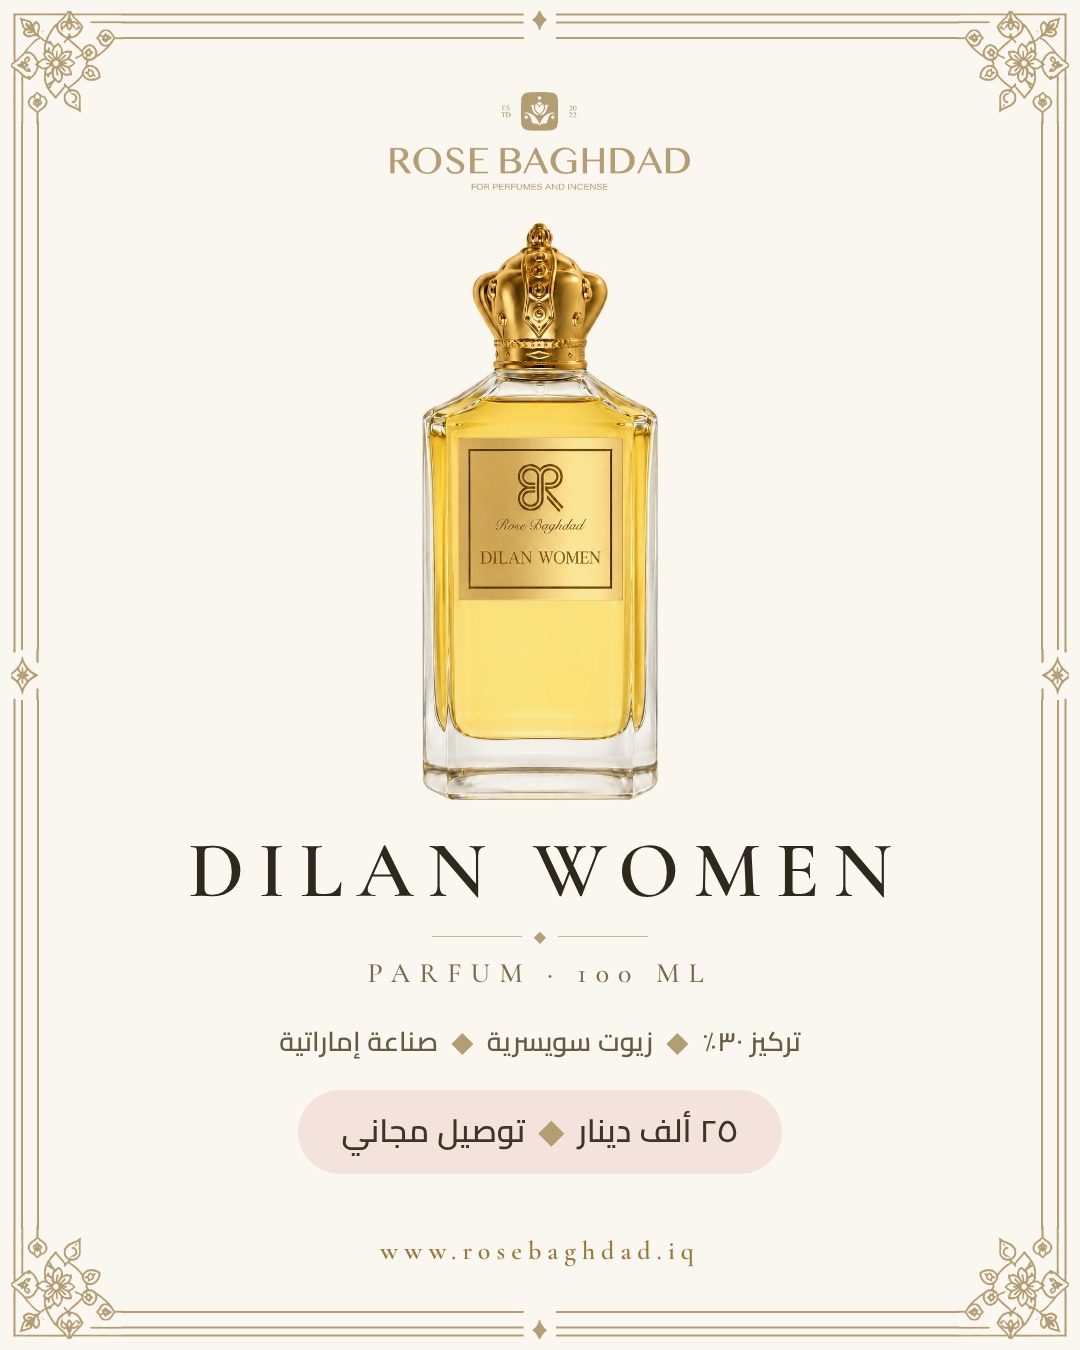 ES TD 20 22
ROSE BAGHDAD
FOR PERFUMES AND INCENSE
Rose Baghdad
DILAN WOMEN
DILAN WOMEN
PARFUM · 100 ML
تركيز ٣٠٪ ◆ زيوت سويسرية ◆ صناعة إماراتية
٢٥ ألف دينار ◆ توصيل مجاني
www.rosebaghdad.iq